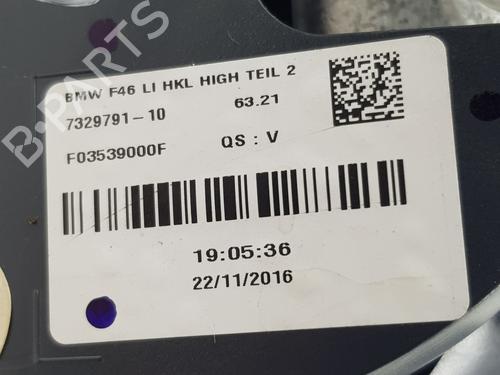 BMW F46 LI HKL HIGH TEIL 2
7329791-10 63.21
F03539000F QS : V
19:05:36
22/11/2016
B-PARTS